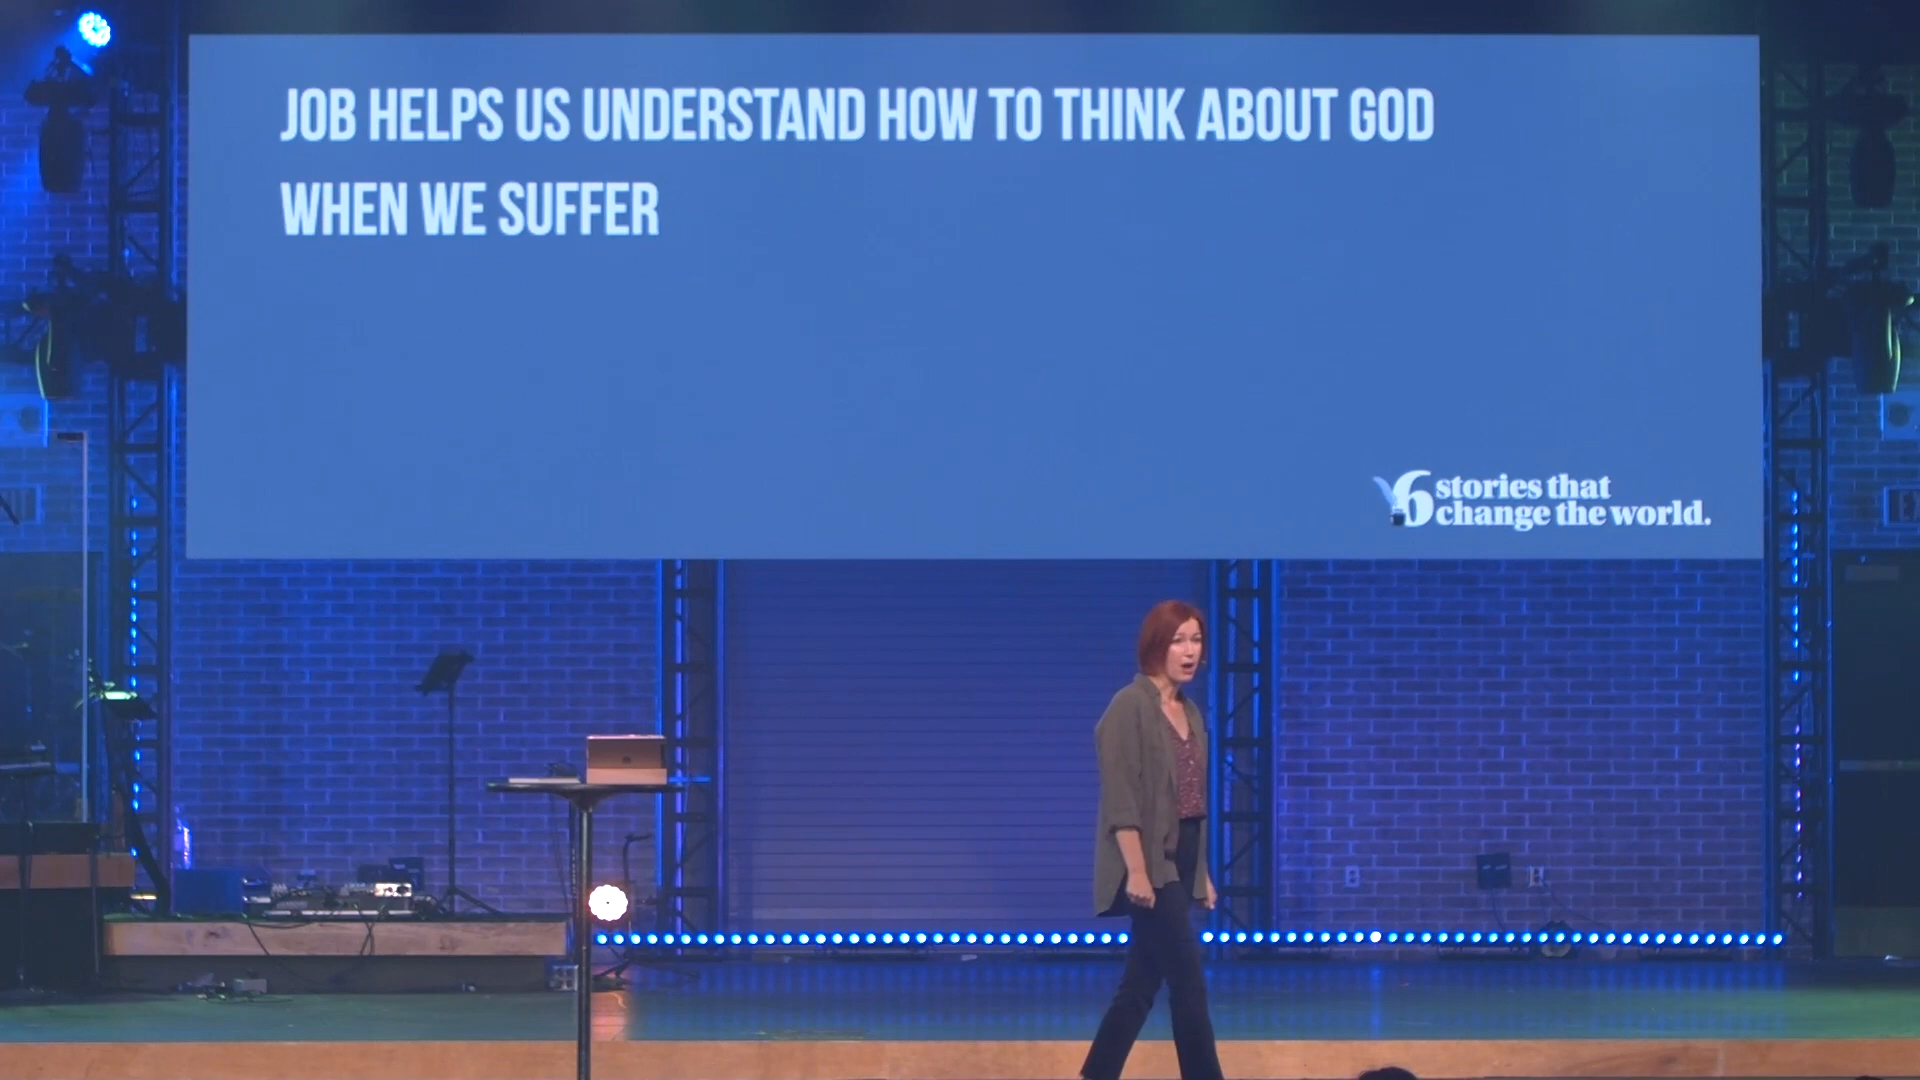 JOB HELPS US UNDERSTAND HOW TO THINK ABOUT GOD
WHEN WE SUFFER
6 stories that
change the world.